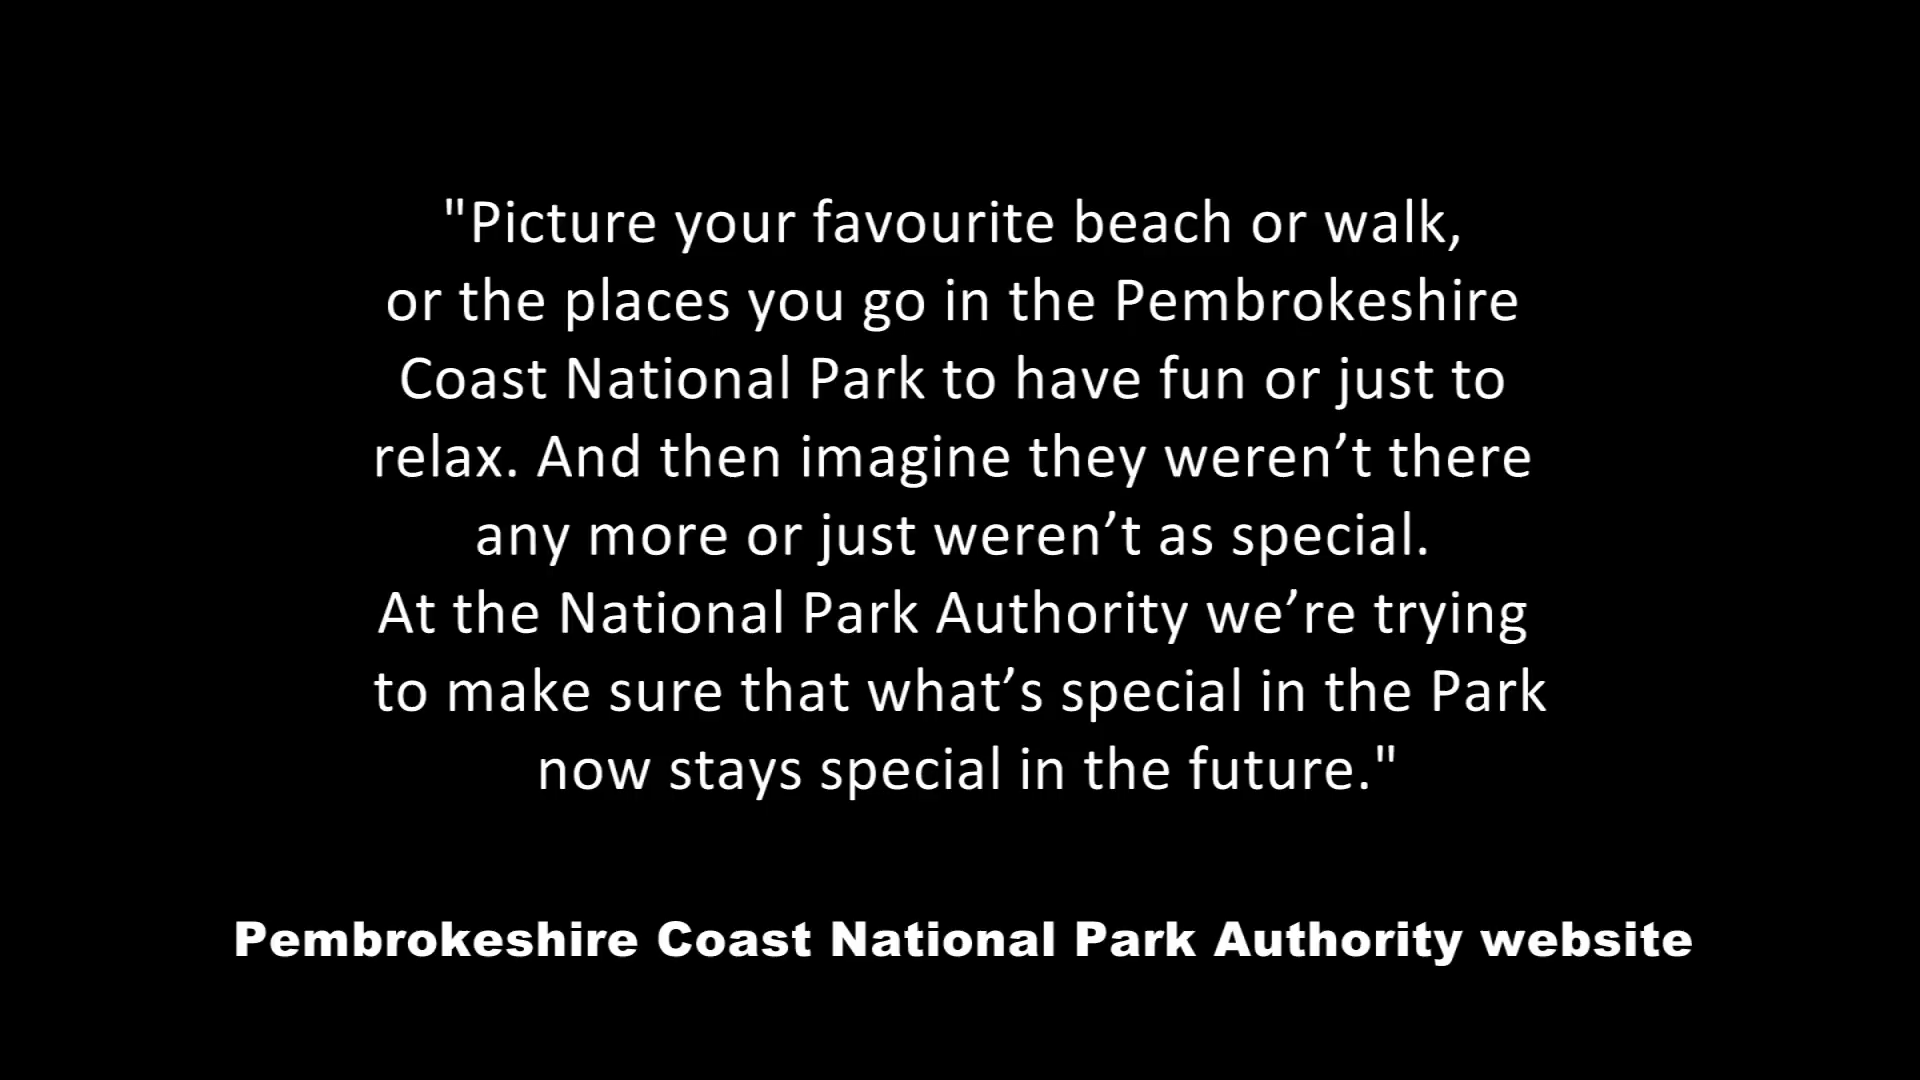 "Picture your favourite beach or walk,
or the places you go in the Pembrokeshire
Coast National Park to have fun or just to
relax. And then imagine they weren’t there
any more or just weren’t as special.
At the National Park Authority we’re trying
to make sure that what’s special in the Park
now stays special in the future."
Pembrokeshire Coast National Park Authority website